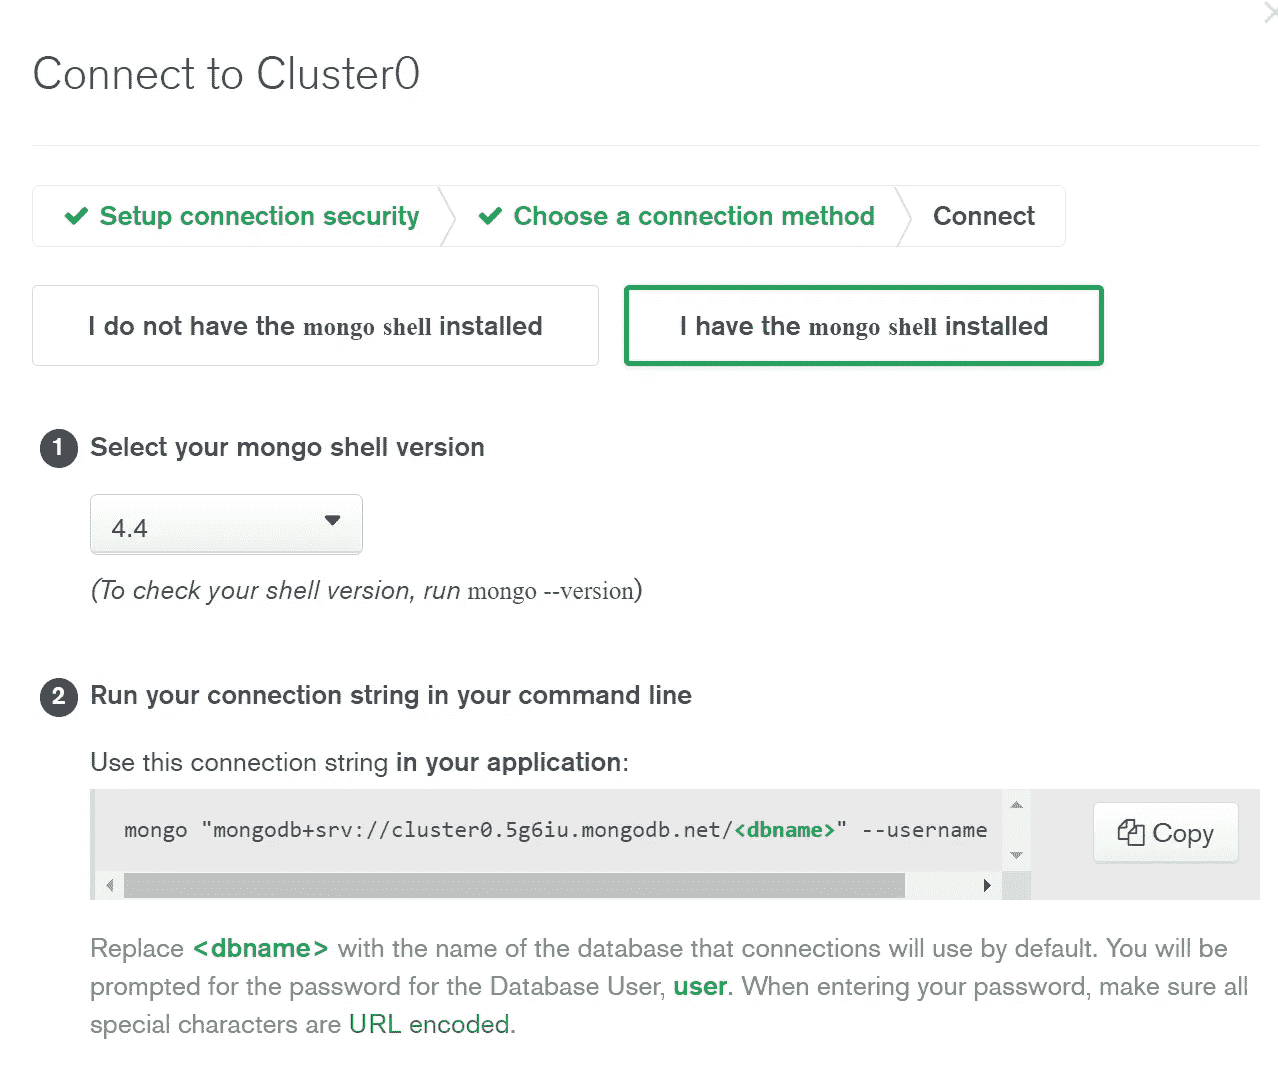 Connect to Cluster0
Setup connection security
Choose a connection method
Connect
I do not have the mongo shell installed
I have the mongo shell installed
1 Select your mongo shell version
4.4
(To check your shell version, run mongo --version)
2 Run your connection string in your command line
Use this connection string in your application:
mongo "mongodb+srv://cluster0.5g6iu.mongodb.net/<dbname>" --username
Copy
Replace <dbname> with the name of the database that connections will use by default. You will be
prompted for the password for the Database User, user. When entering your password, make sure all
special characters are URL encoded.